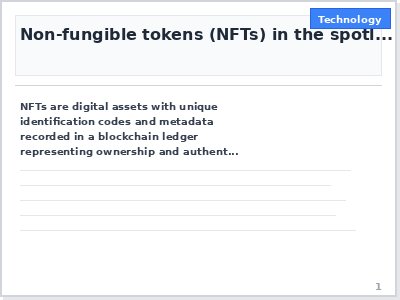 Technology
Non-fungible tokens (NFTs) in the spotl...
NFTs are digital assets with unique
identification codes and metadata
recorded in a blockchain ledger
representing ownership and authent...
1